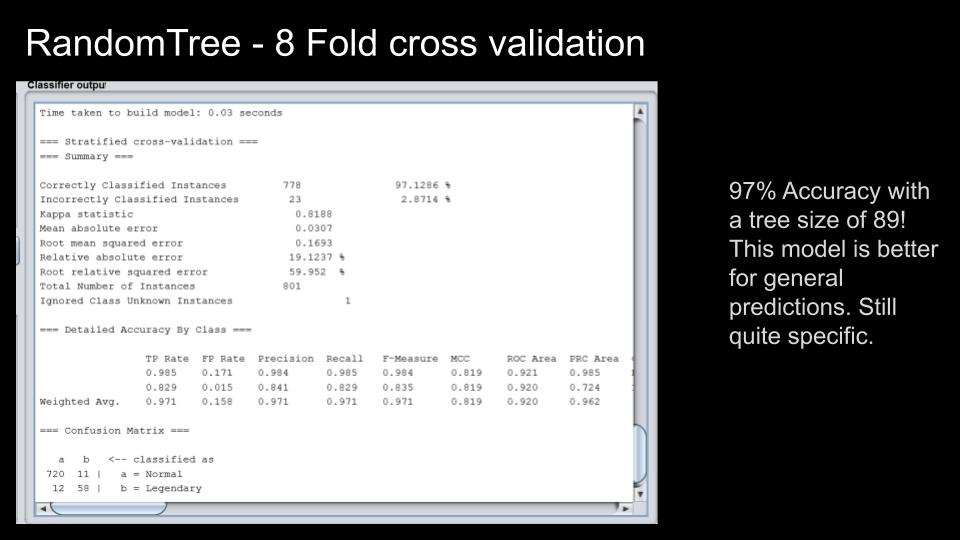 RandomTree - 8 Fold cross validation
Classifier output
Time taken to build model: 0.03 seconds
=== Stratified cross-validation ===
=== Summary ===
Correctly Classified Instances 778 97.1286 %
Incorrectly Classified Instances 23 2.8714 %
Kappa statistic 0.8188
Mean absolute error 0.0307
Root mean squared error 0.1693
Relative absolute error 19.1237 %
Root relative squared error 59.952 %
Total Number of Instances 801
Ignored Class Unknown Instances 1
=== Detailed Accuracy By Class ===
TP Rate FP Rate Precision Recall F-Measure MCC ROC Area PRC Area
0.985 0.171 0.984 0.985 0.984 0.819 0.921 0.985
0.829 0.015 0.841 0.829 0.835 0.819 0.920 0.724
Weighted Avg. 0.971 0.158 0.971 0.971 0.971 0.819 0.920 0.962
=== Confusion Matrix ===
a b <-- classified as
720 11 | a = Normal
12 58 | b = Legendary
97% Accuracy with
a tree size of 89!
This model is better
for general
predictions. Still
quite specific.